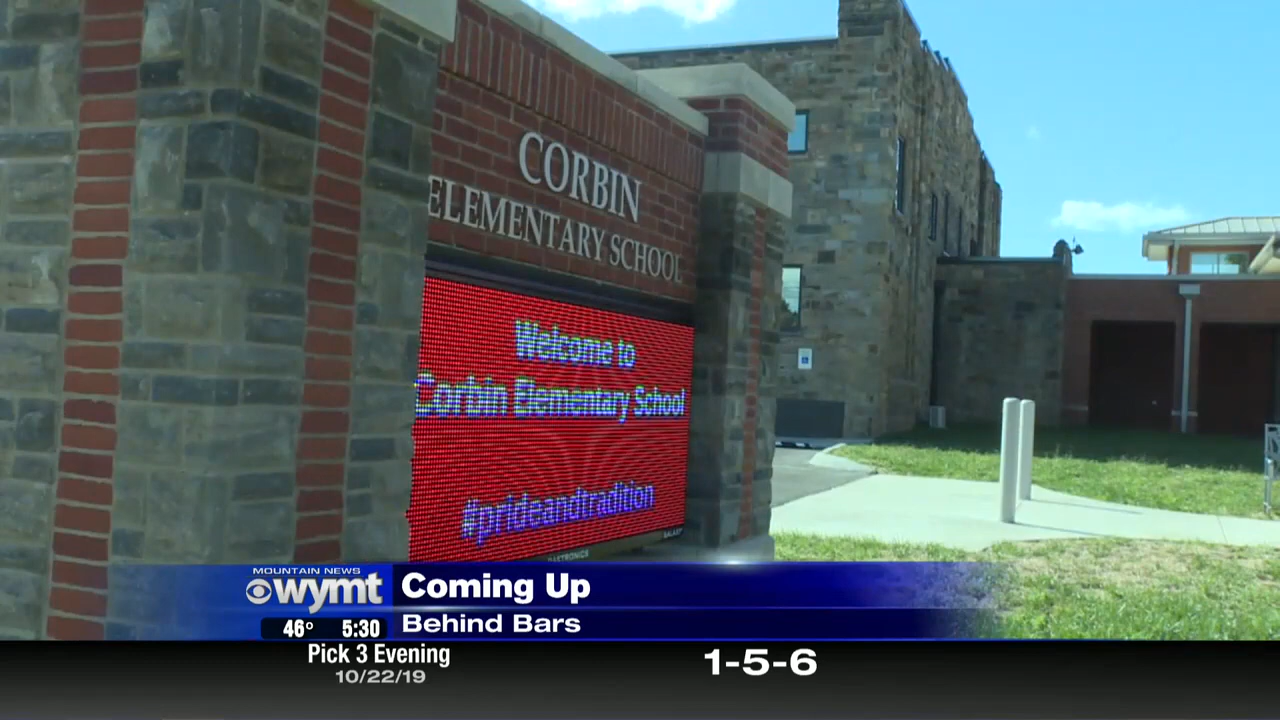 CORBIN
ELEMENTARY SCHOOL
Welcome to
Corbin Elementary School
#prideandtradition
GALAXY
MOUNTAIN NEWS
wymt
Coming Up
46° 5:30
Behind Bars
Pick 3 Evening
10/22/19
1-5-6